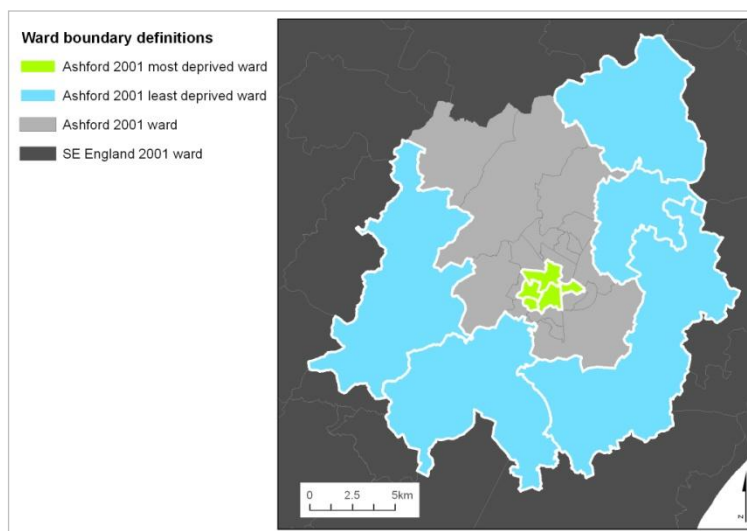 Ward boundary definitions
Ashford 2001 most deprived ward
Ashford 2001 least deprived ward
Ashford 2001 ward
SE England 2001 ward
0 2.5 5km
N